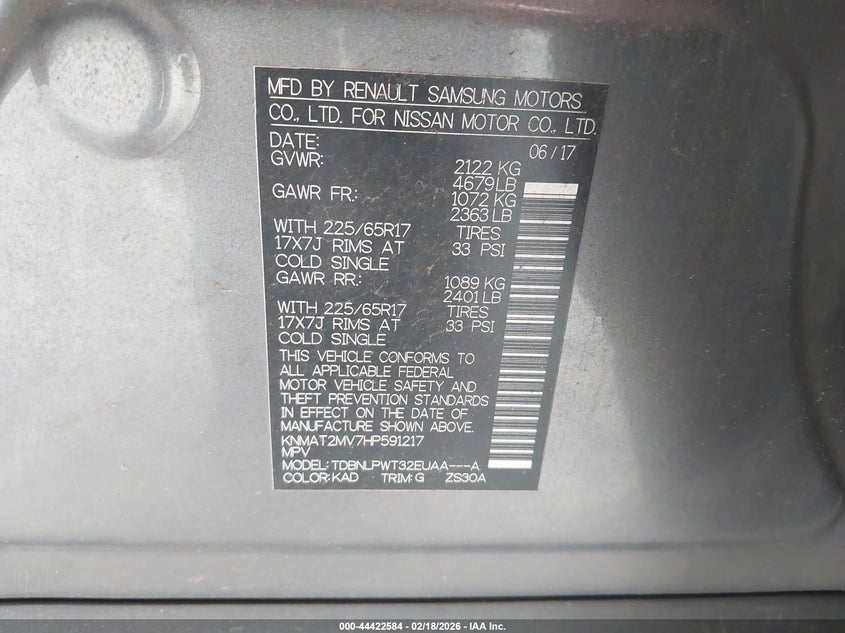 MFD BY RENAULT SAMSUNG MOTORS
CO., LTD. FOR NISSAN MOTOR CO., LTD.
DATE: 06 / 17
GVWR: 2122 KG
4679 LB
GAWR FR.: 1072 KG
2363 LB
WITH 225/65R17 TIRES
17X7J RIMS AT 33 PSI
COLD SINGLE
GAWR RR.: 1089 KG
2401 LB
WITH 225/65R17 TIRES
17X7J RIMS AT 33 PSI
COLD SINGLE
THIS VEHICLE CONFORMS TO
ALL APPLICABLE FEDERAL
MOTOR VEHICLE SAFETY AND
THEFT PREVENTION STANDARDS
IN EFFECT ON THE DATE OF
MANUFACTURE SHOWN ABOVE.
KNMAT2MV7HP591217
MPV
MODEL: TDBNLPWT32EUAA---A
COLOR: KAD TRIM: G ZS30A
000-44422584 - 02/18/2026 - IAA Inc.